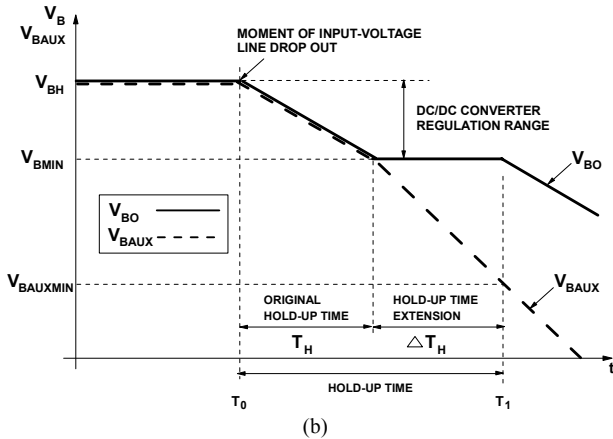 V_B
V_BAUX
MOMENT OF INPUT-VOLTAGE
LINE DROP OUT
V_BH
DC/DC CONVERTER
REGULATION RANGE
V_BMIN
V_BO
V_BO
V_BAUX
V_BAUXMIN
V_BAUX
ORIGINAL
HOLD-UP TIME
T_H
HOLD-UP TIME
EXTENSION
△T_H
t
HOLD-UP TIME
T_0
T_1
(b)